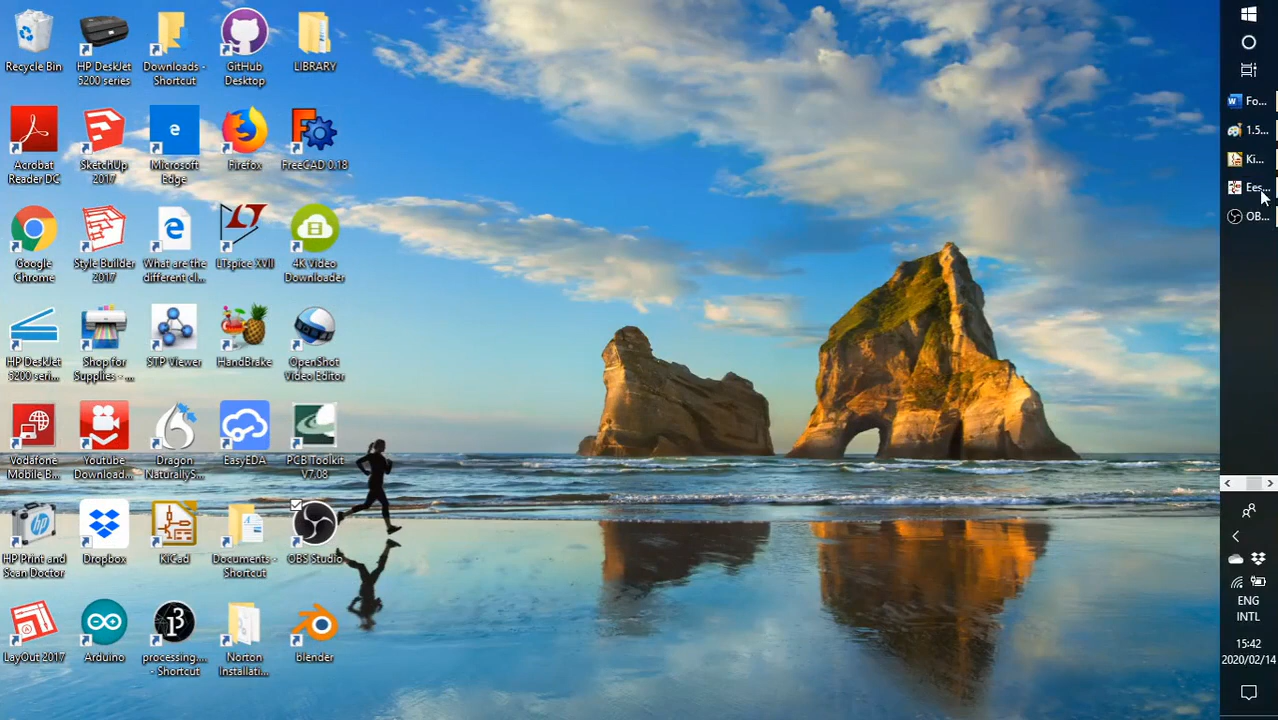 Recycle Bin
HP DeskJet
5200 series
Downloads -
Shortcut
GitHub
Desktop
LIBRARY
Acrobat
Reader DC
SketchUp
2017
Microsoft
Edge
Firefox
FreeCAD 0.18
Google
Chrome
Style Builder
2017
What are the
different cl...
LTspice XVII
4K Video
Downloader
HP DeskJet
5200 seri...
Shop for
Supplies - ...
STP Viewer
HandBrake
OpenShot
Video Editor
Vodafone
Mobile B...
Youtube
Download...
Dragon
NaturallyS...
EasyEDA
PCB Toolkit
V7.08
HP Print and
Scan Doctor
Dropbox
KiCad
Documents -
Shortcut
OBS Studio
LayOut 2017
Arduino
processing....
- Shortcut
Norton
Installati...
blender
Fo...
1.5...
Ki...
Ees...
OB...
ENG
INTL
15:42
2020/02/14